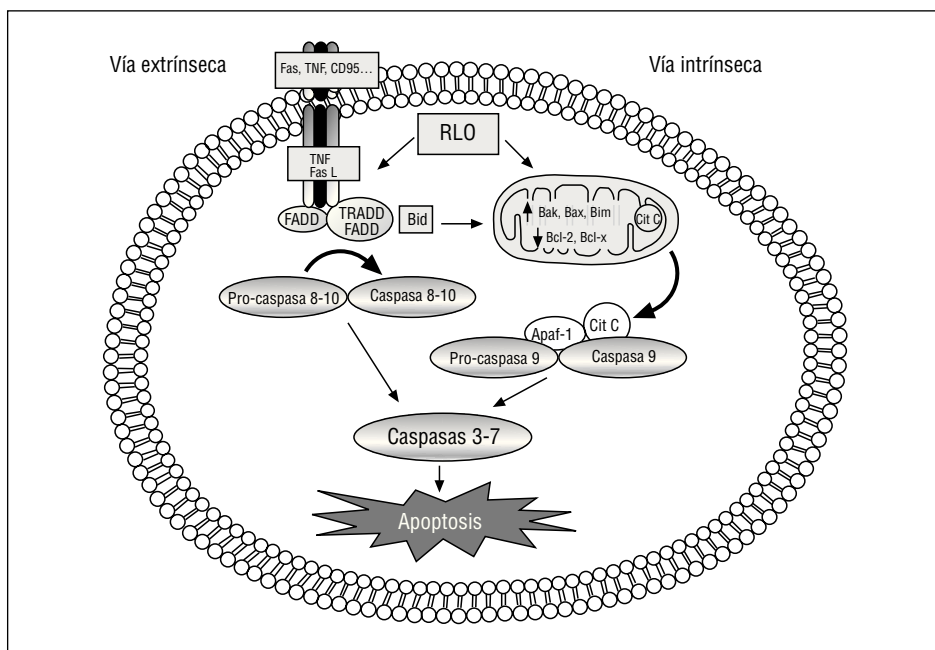 Vía extrínseca
Fas, TNF, CD95...
Vía intrínseca
RLO
TNF
Fas L
FADD
TRADD
FADD
Bid
Bak, Bax, Bim
Bcl-2, Bcl-x
Cit C
Pro-caspasa 8-10
Caspasa 8-10
Apaf-1
Cit C
Pro-caspasa 9
Caspasa 9
Caspasas 3-7
Apoptosis